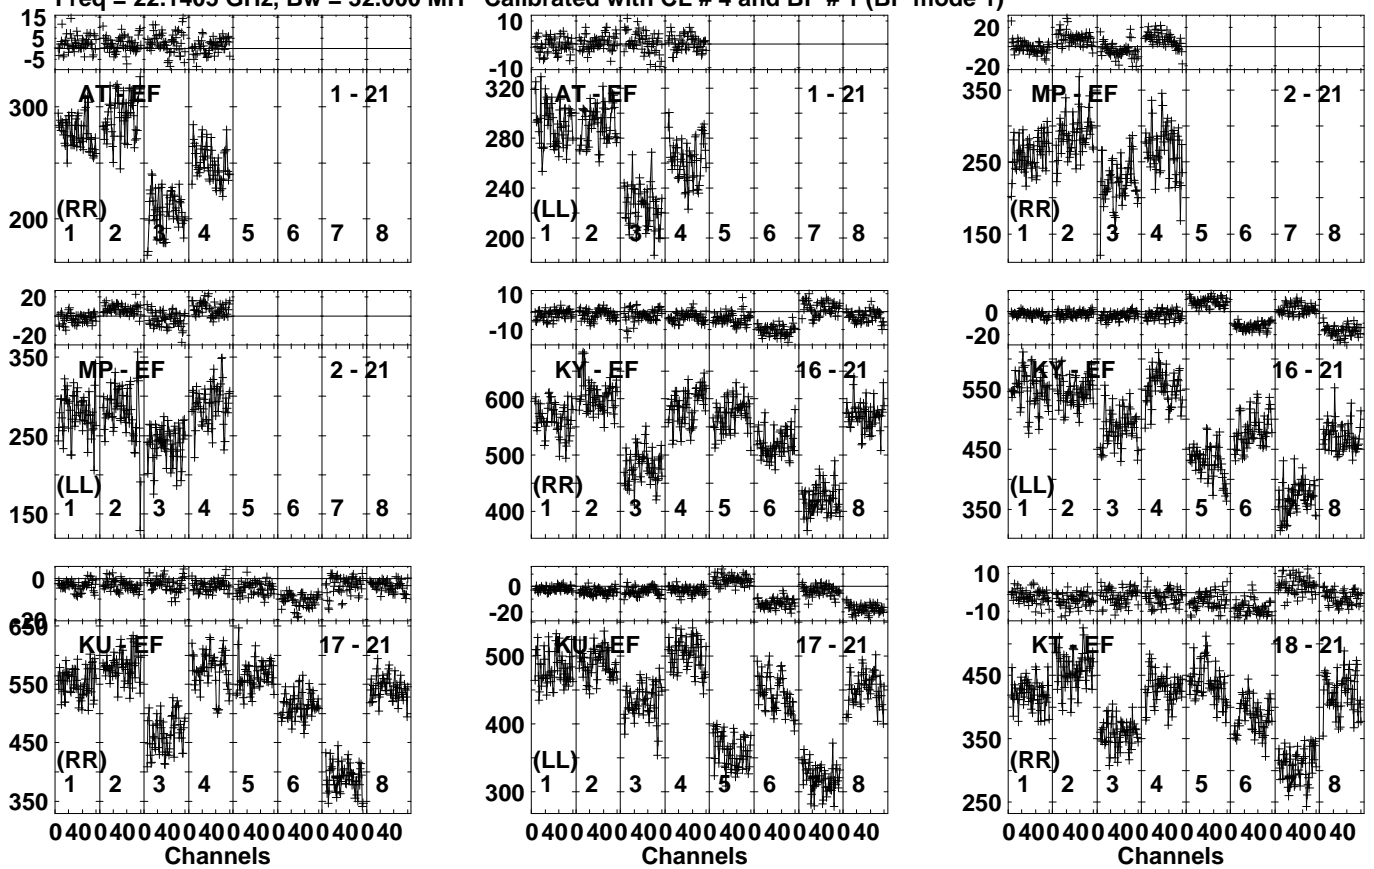 Freq = 22.1405 GHz, Bw = 32.000 MH Calibrated with CL # 4 and BP # 1 (BP mode 1)
15 5 -5
AT - EF 1 - 21
300 200
(RR)
1 2 3 4 5 6 7 8
10 -10
AT - EF 1 - 21
320 280 240 200
(LL)
1 2 3 4 5 6 7 8
20 -20
MP - EF 2 - 21
350 250 150
(RR)
1 2 3 4 5 6 7 8
20 -20
MP - EF 2 - 21
350 250 150
(LL)
1 2 3 4 5 6 7 8
10 -10
KY - EF 16 - 21
600 500 400
(RR)
1 2 3 4 5 6 7 8
0 -20
KY - EF 16 - 21
550 450 350
(LL)
1 2 3 4 5 6 7 8
0 -20
KU - EF 17 - 21
650 550 450 350
(RR)
1 2 3 4 5 6 7 8
0 -20
KU - EF 17 - 21
500 400 300
(LL)
1 2 3 4 5 6 7 8
10 -10
KT - EF 18 - 21
450 350 250
(RR)
1 2 3 4 5 6 7 8
0 40 0 40 0 40 0 40 0 40 0 40 0 40 0 40
Channels
0 40 0 40 0 40 0 40 0 40 0 40 0 40 0 40
Channels
0 40 0 40 0 40 0 40 0 40 0 40 0 40 0 40
Channels